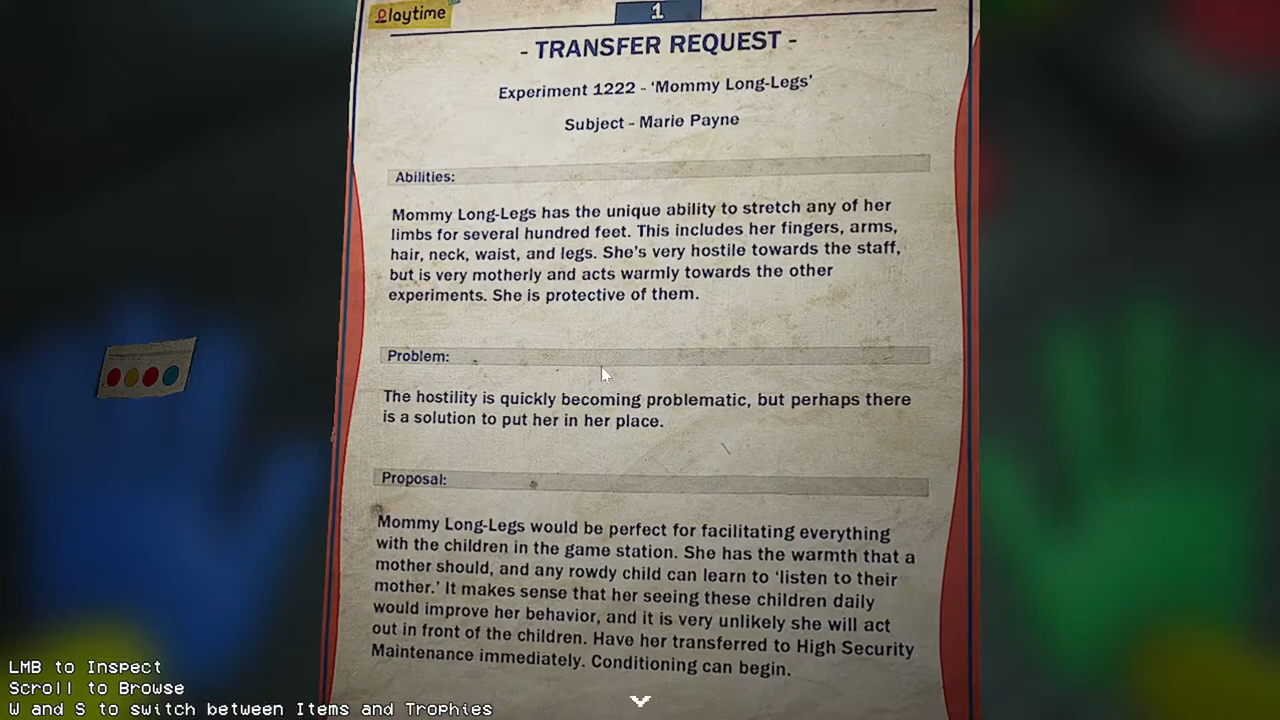 Playtime
1
- TRANSFER REQUEST -
Experiment 1222 - ‘Mommy Long-Legs’
Subject - Marie Payne
Abilities:
Mommy Long-Legs has the unique ability to stretch any of her
limbs for several hundred feet. This includes her fingers, arms,
hair, neck, waist, and legs. She's very hostile towards the staff,
but is very motherly and acts warmly towards the other
experiments. She is protective of them.
Problem:
The hostility is quickly becoming problematic, but perhaps there
is a solution to put her in her place.
Proposal:
Mommy Long-Legs would be perfect for facilitating everything
with the children in the game station. She has the warmth that a
mother should, and any rowdy child can learn to ‘listen to their
mother.’ It makes sense that her seeing these children daily
would improve her behavior, and it is very unlikely she will act
out in front of the children. Have her transferred to High Security
Maintenance immediately. Conditioning can begin.
LMB to Inspect
Scroll to Browse
W and S to switch between Items and Trophies